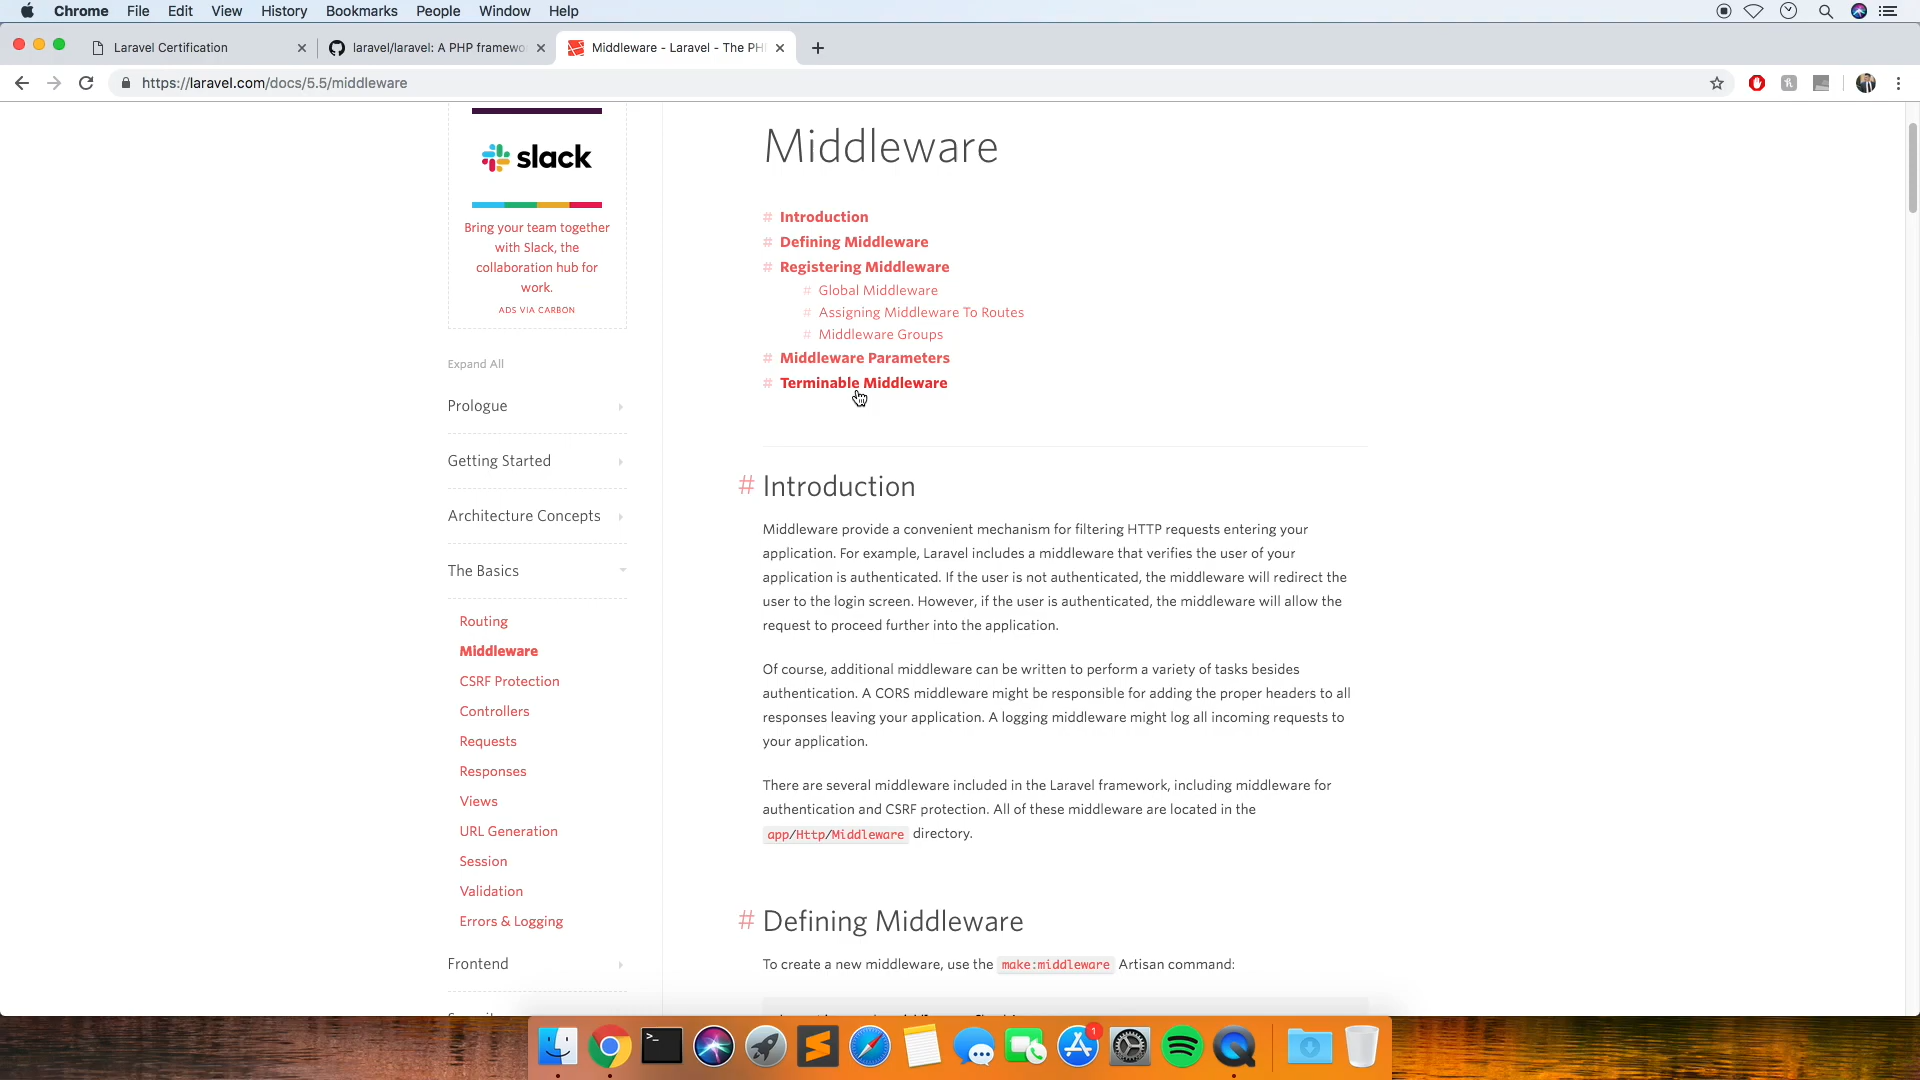 Chrome File Edit View History Bookmarks People Window Help
Laravel Certification
laravel/laravel: A PHP framewo
Middleware - Laravel - The PH
https://laravel.com/docs/5.5/middleware
slack
Bring your team together
with Slack, the
collaboration hub for
work.
ADS VIA CARBON
Expand All
Prologue
Getting Started
Architecture Concepts
The Basics
Routing
Middleware
CSRF Protection
Controllers
Requests
Responses
Views
URL Generation
Session
Validation
Errors & Logging
Frontend
Middleware
# Introduction
# Defining Middleware
# Registering Middleware
# Global Middleware
# Assigning Middleware To Routes
# Middleware Groups
# Middleware Parameters
# Terminable Middleware
# Introduction
Middleware provide a convenient mechanism for filtering HTTP requests entering your
application. For example, Laravel includes a middleware that verifies the user of your
application is authenticated. If the user is not authenticated, the middleware will redirect the
user to the login screen. However, if the user is authenticated, the middleware will allow the
request to proceed further into the application.
Of course, additional middleware can be written to perform a variety of tasks besides
authentication. A CORS middleware might be responsible for adding the proper headers to all
responses leaving your application. A logging middleware might log all incoming requests to
your application.
There are several middleware included in the Laravel framework, including middleware for
authentication and CSRF protection. All of these middleware are located in the
app/Http/Middleware directory.
# Defining Middleware
To create a new middleware, use the make:middleware Artisan command:
1